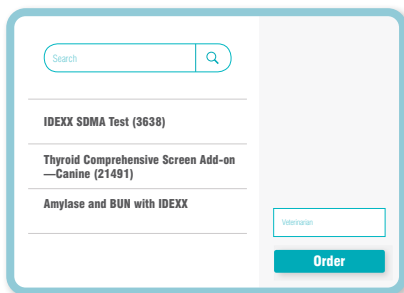 Search
IDEXX SDMA Test (3638)
Thyroid Comprehensive Screen Add-on
—Canine (21491)
Amylase and BUN with IDEXX
Veterinarian
Order